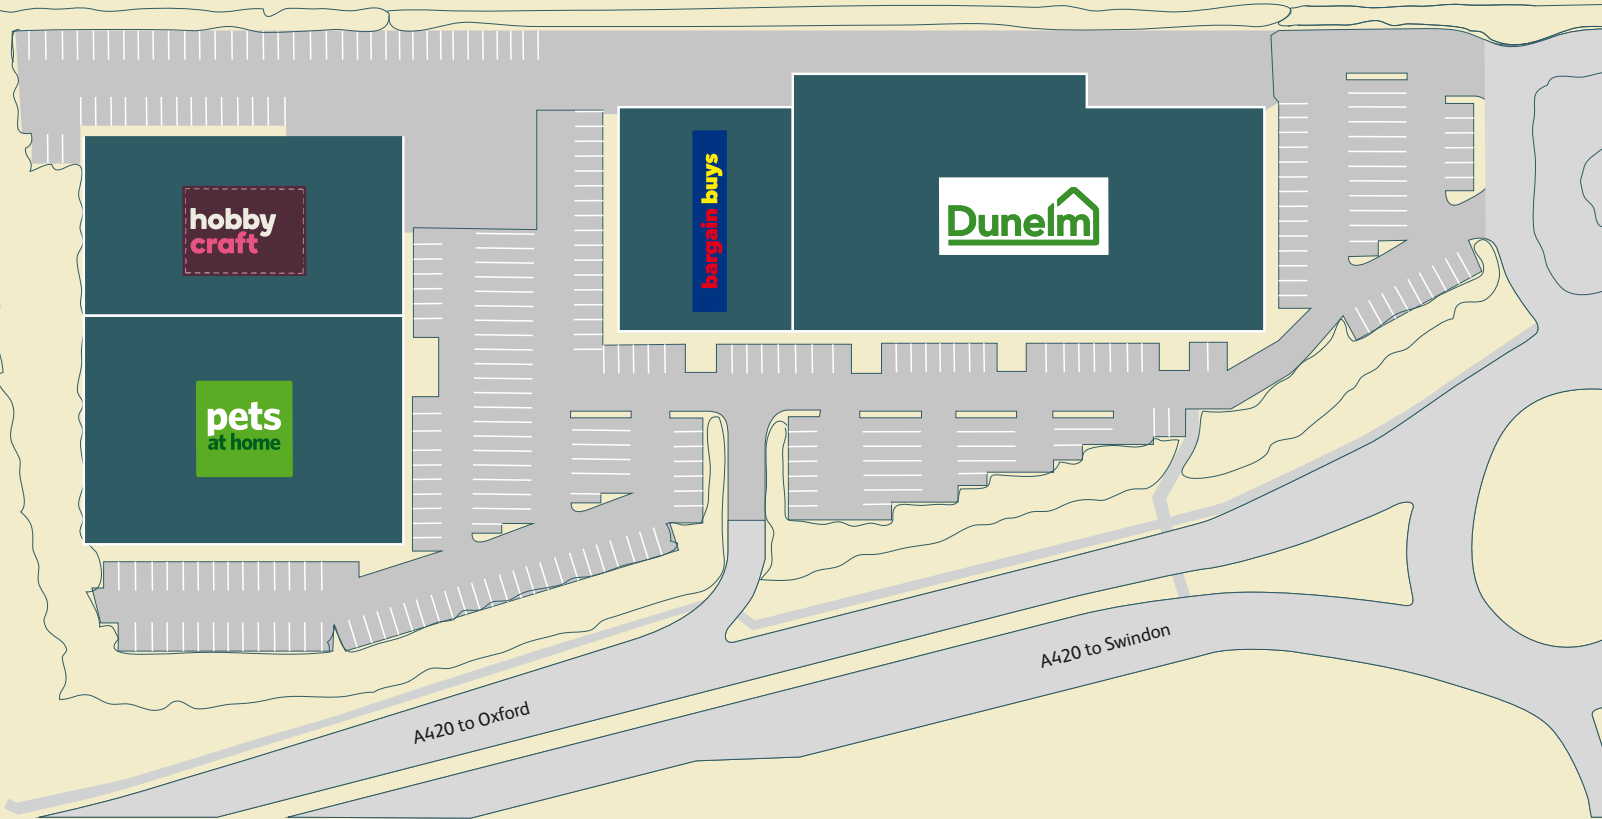 hobby
craft
pets
at home
bargain buys
Dunelm
A420 to Oxford
A420 to Swindon